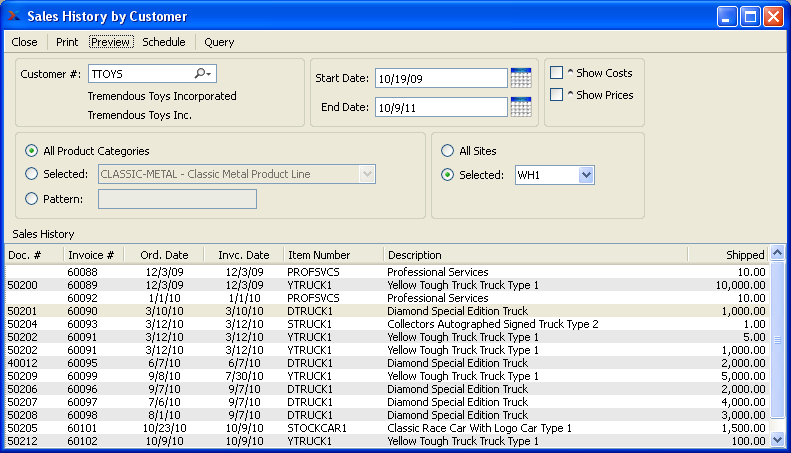 Sales History by Customer
Close Print Preview Schedule Query
Customer #: TTOYS
Tremendous Toys Incorporated
Tremendous Toys Inc.
Start Date: 10/19/09
End Date: 10/9/11
^ Show Costs
^ Show Prices
All Product Categories
Selected: CLASSIC-METAL - Classic Metal Product Line
Pattern:
All Sites
Selected: WH1
Sales History
Doc. # Invoice # Ord. Date Invc. Date Item Number Description Shipped
60088 12/3/09 12/3/09 PROFSVCS Professional Services 10.00
50200 60089 12/3/09 12/3/09 YTRUCK1 Yellow Tough Truck Truck Type 1 10,000.00
60092 1/1/10 1/1/10 PROFSVCS Professional Services 10.00
50201 60090 3/10/10 3/10/10 DTRUCK1 Diamond Special Edition Truck 1,000.00
50204 60093 3/12/10 3/12/10 STRUCK1 Collectors Autographed Signed Truck Type 2 1.00
50202 60091 3/12/10 3/12/10 YTRUCK1 Yellow Tough Truck Truck Type 1 5.00
50202 60091 3/12/10 3/12/10 YTRUCK1 Yellow Tough Truck Truck Type 1 1,000.00
40012 60095 6/7/10 6/7/10 DTRUCK1 Diamond Special Edition Truck 2,000.00
50209 60099 9/8/10 7/30/10 YTRUCK1 Yellow Tough Truck Truck Type 1 5,000.00
50206 60096 9/7/10 9/7/10 DTRUCK1 Diamond Special Edition Truck 2,000.00
50207 60097 7/6/10 9/7/10 DTRUCK1 Diamond Special Edition Truck 4,000.00
50208 60098 8/1/10 9/7/10 DTRUCK1 Diamond Special Edition Truck 3,000.00
50205 60101 10/23/10 10/9/10 STOCKCAR1 Classic Race Car With Logo Car Type 1 1,500.00
50212 60102 10/9/10 10/9/10 YTRUCK1 Yellow Tough Truck Truck Type 1 100.00